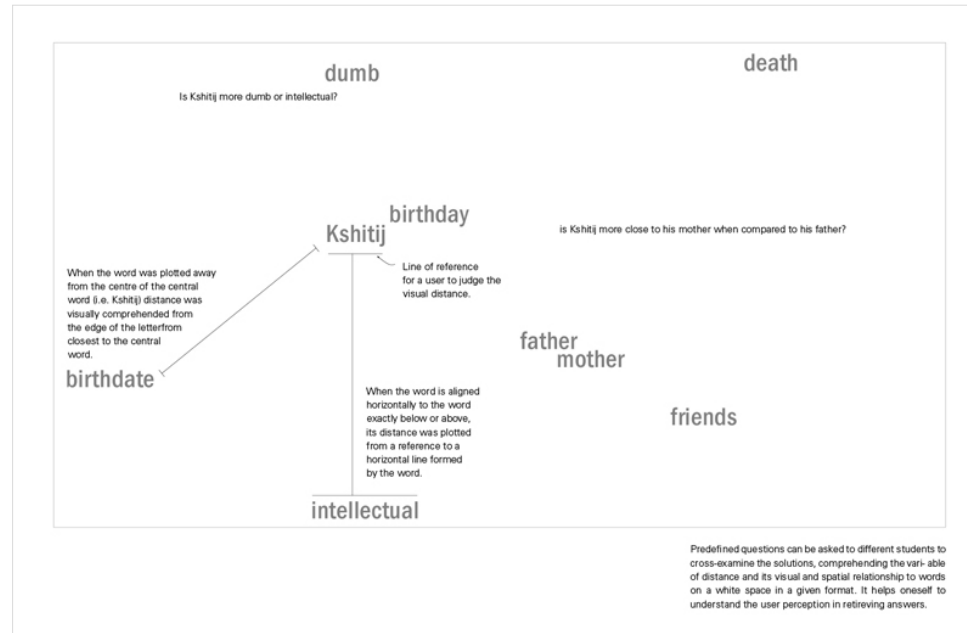 dumb
death
Is Kshitij more dumb or intellectual?
birthday
Kshitij
is Kshitij more close to his mother when compared to his father?
Line of reference
for a user to judge the
visual distance.
When the word was plotted away
from the centre of the central
word (i.e. Kshitij) distance was
visually comprehended from
the edge of the letterfrom
closest to the central
word.
birthdate
father
mother
When the word is aligned
horizontally to the word
exactly below or above,
its distance was plotted
from a reference to a
horizontal line formed
by the word.
friends
intellectual
Predefined questions can be asked to different students to
cross-examine the solutions, comprehending the vari- able
of distance and its visual and spatial relationship to words
on a white space in a given format. It helps oneself to
understand the user perception in retireving answers.